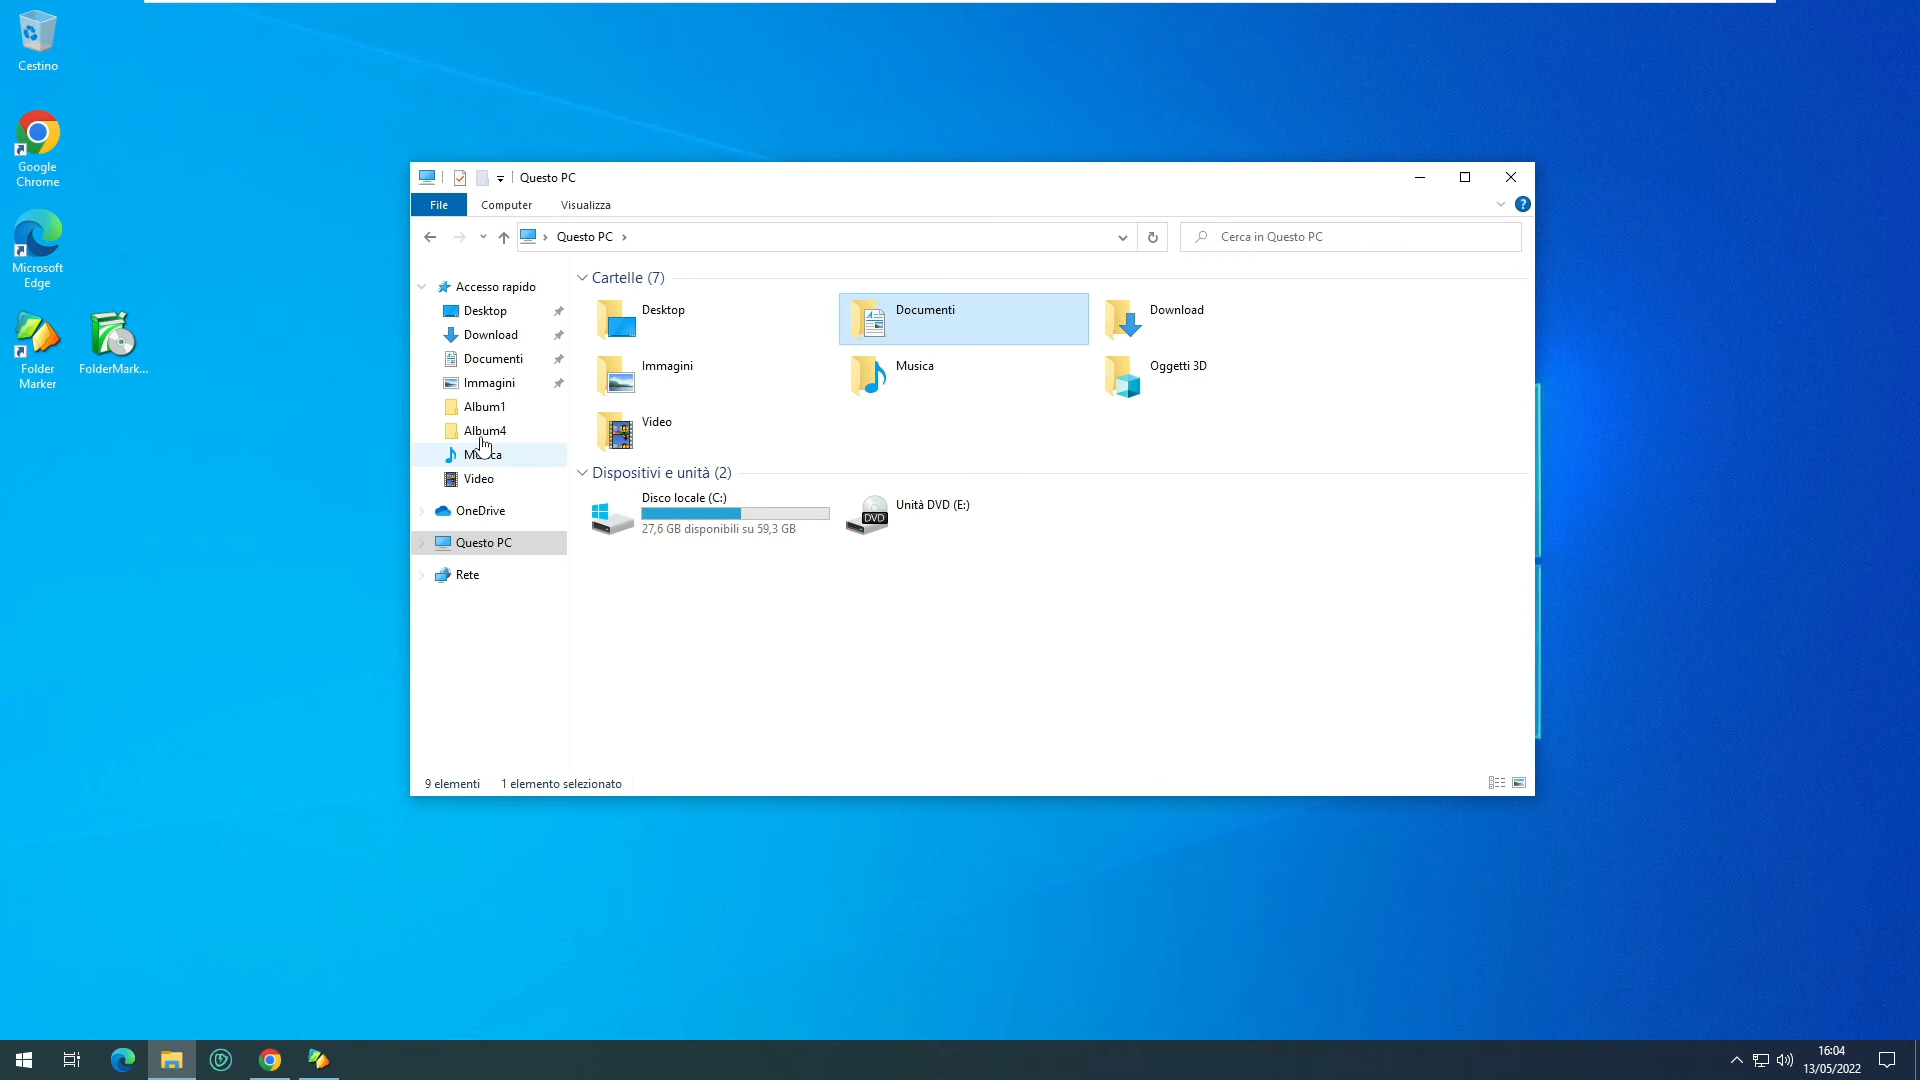 Cestino
Google
Chrome
Microsoft
Edge
Folder
Marker
FolderMark...
Questo PC
File
Computer
Visualizza
?
Questo PC
Cerca in Questo PC
Accesso rapido
Desktop
Download
Documenti
Immagini
Album1
Album4
Musica
Video
OneDrive
Questo PC
Rete
Cartelle (7)
Desktop
Documenti
Download
Immagini
Musica
Oggetti 3D
Video
Dispositivi e unità (2)
Disco locale (C:)
27,6 GB disponibili su 59,3 GB
DVD
Unità DVD (E:)
9 elementi
1 elemento selezionato
16:04
13/05/2022